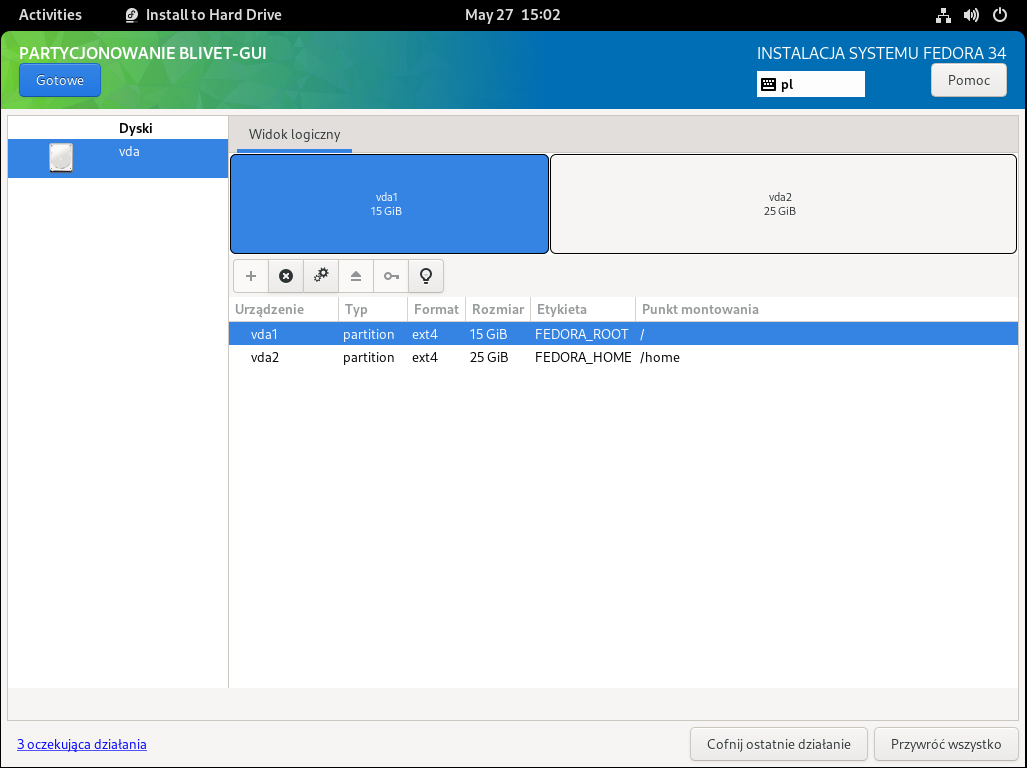 Activities Install to Hard Drive May 27 15:02
PARTYCJONOWANIE BLIVET-GUI INSTALACJA SYSTEMU FEDORA 34
Gotowe pl Pomoc
Dyski
vda
Widok logiczny
vda1
15 GiB
vda2
25 GiB
Urządzenie Typ Format Rozmiar Etykieta Punkt montowania
vda1 partition ext4 15 GiB FEDORA_ROOT /
vda2 partition ext4 25 GiB FEDORA_HOME /home
3 oczekująca działania Cofnij ostatnie działanie Przywróć wszystko